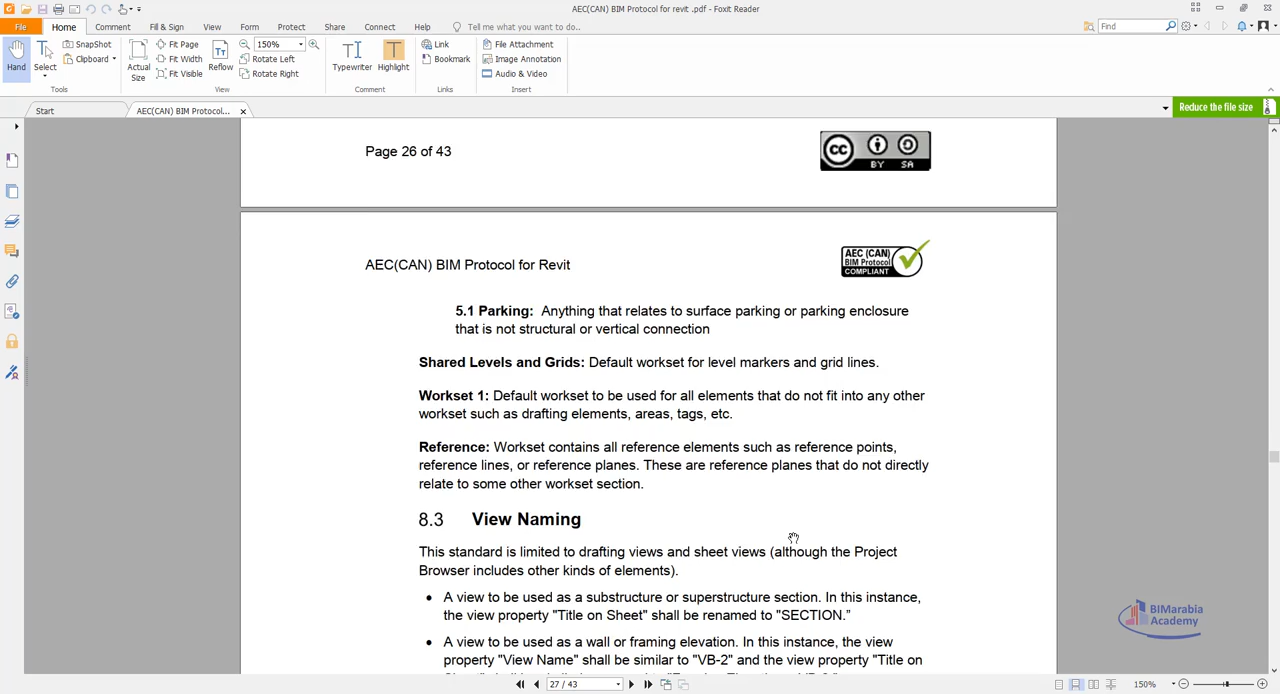 AEC(CAN) BIM Protocol for revit .pdf - Foxit Reader
File Home Comment Fill & Sign View Form Protect Share Connect Help Tell me what you want to do.. Find
Hand
Select
SnapShot
Clipboard
Tools
Actual Size
Fit Page
Fit Width
Fit Visible
Reflow
150%
Rotate Left
Rotate Right
View
Typewriter
Highlight
Comment
Link
Bookmark
Links
File Attachment
Image Annotation
Audio & Video
Insert
Start
AEC(CAN) BIM Protocol...
Reduce the file size
Page 26 of 43
cc
BY SA
AEC(CAN) BIM Protocol for Revit
AEC (CAN)
BIM Protocol
COMPLIANT
5.1 Parking: Anything that relates to surface parking or parking enclosure
that is not structural or vertical connection
Shared Levels and Grids: Default workset for level markers and grid lines.
Workset 1: Default workset to be used for all elements that do not fit into any other
workset such as drafting elements, areas, tags, etc.
Reference: Workset contains all reference elements such as reference points,
reference lines, or reference planes. These are reference planes that do not directly
relate to some other workset section.
8.3 View Naming
This standard is limited to drafting views and sheet views (although the Project
Browser includes other kinds of elements).
• A view to be used as a substructure or superstructure section. In this instance,
the view property "Title on Sheet" shall be renamed to "SECTION."
• A view to be used as a wall or framing elevation. In this instance, the view
property "View Name" shall be similar to "VB-2" and the view property "Title on
BIMarabia
Academy
27 / 43
150%